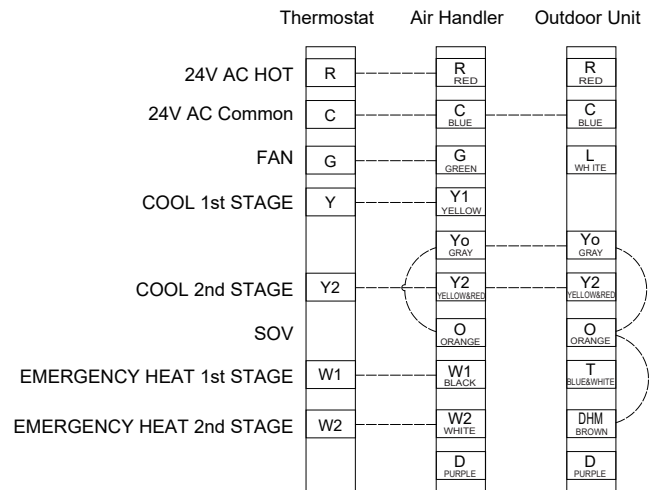 Thermostat Air Handler Outdoor Unit
24V AC HOT R R RED R RED
24V AC Common C C BLUE C BLUE
FAN G G GREEN L WH ITE
COOL 1st STAGE Y Y1 YELLOW
Yo GRAY Yo GRAY
COOL 2nd STAGE Y2 Y2 YELLOW&RED Y2 YELLOW&RED
SOV O ORANGE O ORANGE
EMERGENCY HEAT 1st STAGE W1 W1 BLACK T BLUE&WHITE
EMERGENCY HEAT 2nd STAGE W2 W2 WHITE DHM BROWN
D PURPLE D PURPLE